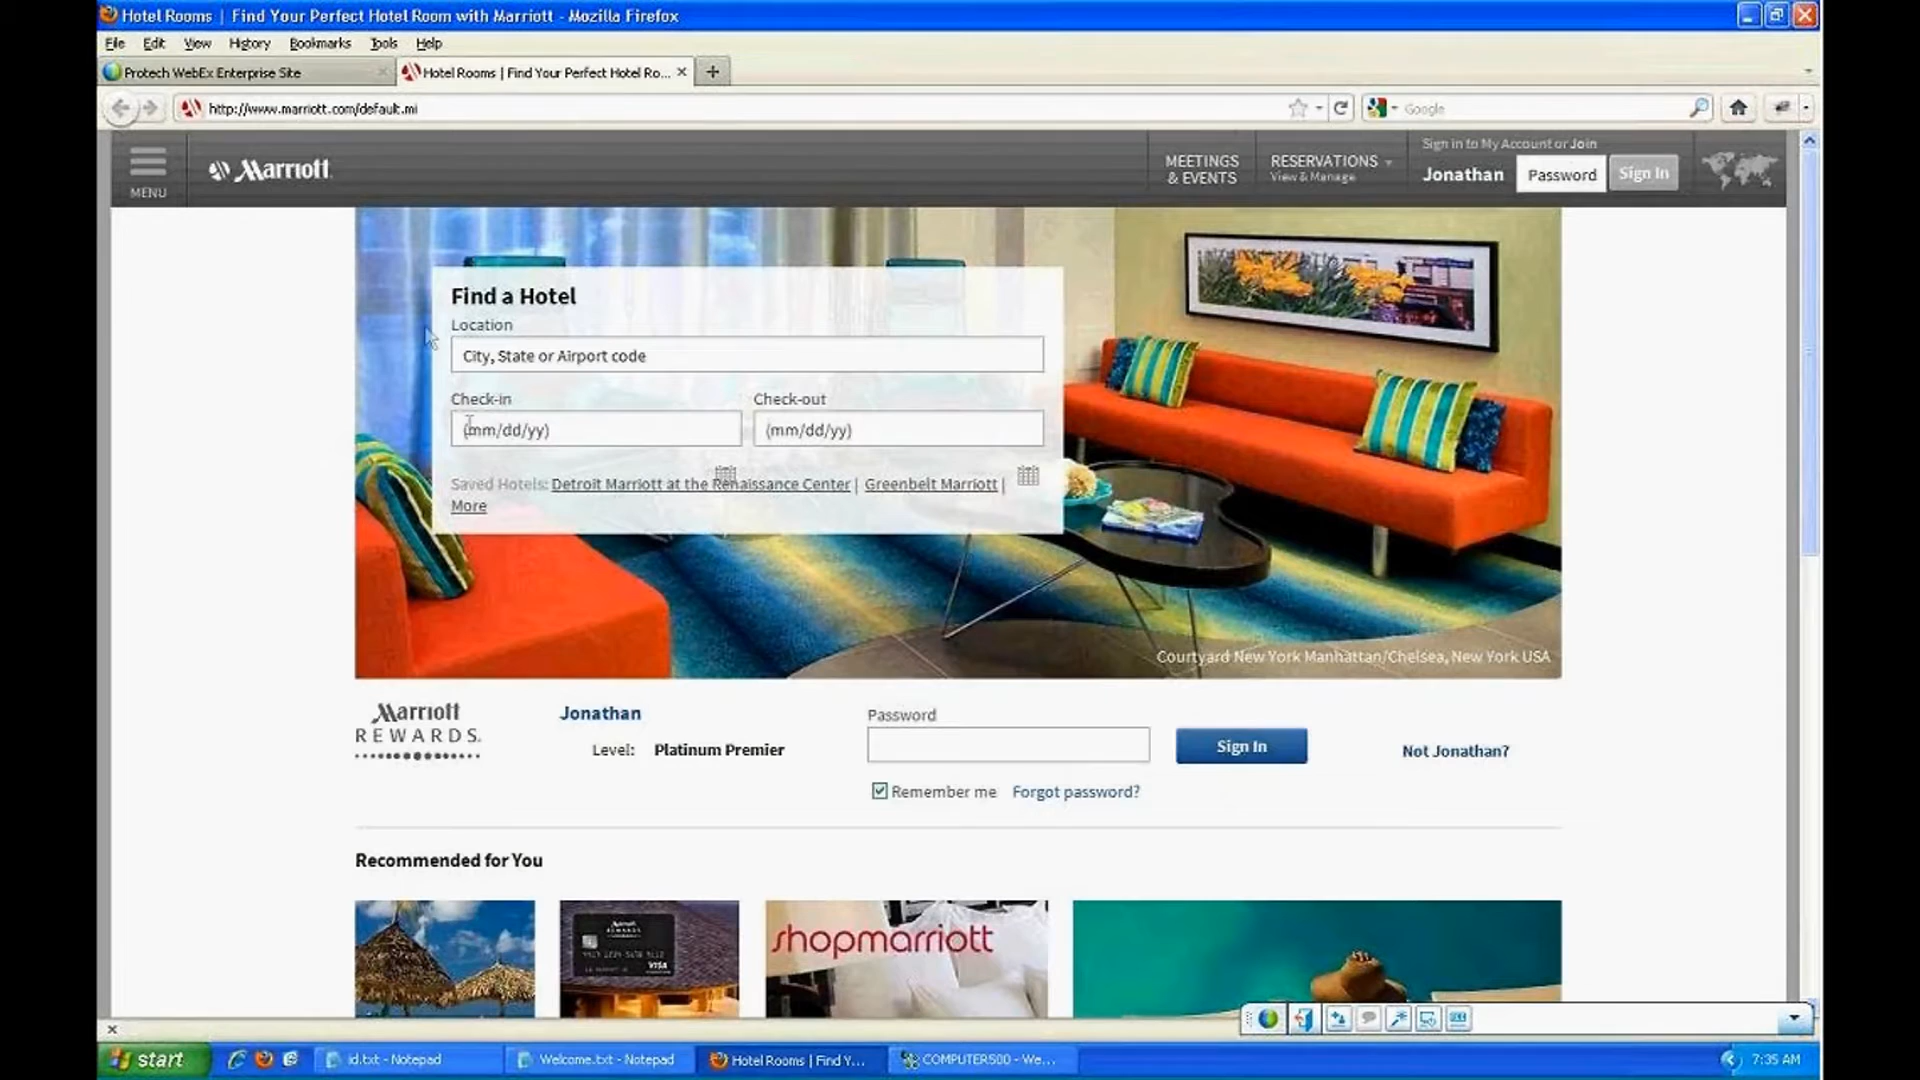 Hotel Rooms | Find Your Perfect Hotel Room with Marriott - Mozilla Firefox
File Edit View History Bookmarks Tools Help
Protech WebEx Enterprise Site
Hotel Rooms | Find Your Perfect Hotel Ro...
http://www.marriott.com/default.mi
Google
MENU
Marriott
MEETINGS
& EVENTS
RESERVATIONS
View & Manage
Sign in to My Account or Join
Jonathan Password Sign In
Find a Hotel
Location
City, State or Airport code
Check-in Check-out
(mm/dd/yy) (mm/dd/yy)
Saved Hotels: Detroit Marriott at the Renaissance Center | Greenbelt Marriott |
More
Courtyard New York Manhattan/Chelsea, New York USA
Marriott
REWARDS.
Jonathan
Level: Platinum Premier
Password
Sign In
Not Jonathan?
Remember me Forgot password?
Recommended for You
Marriott
REWARDS
VISA
shopmarriott
start
id.txt - Notepad
Welcome.txt - Notepad
Hotel Rooms | Find Y...
COMPUTER500 - We...
7:35 AM